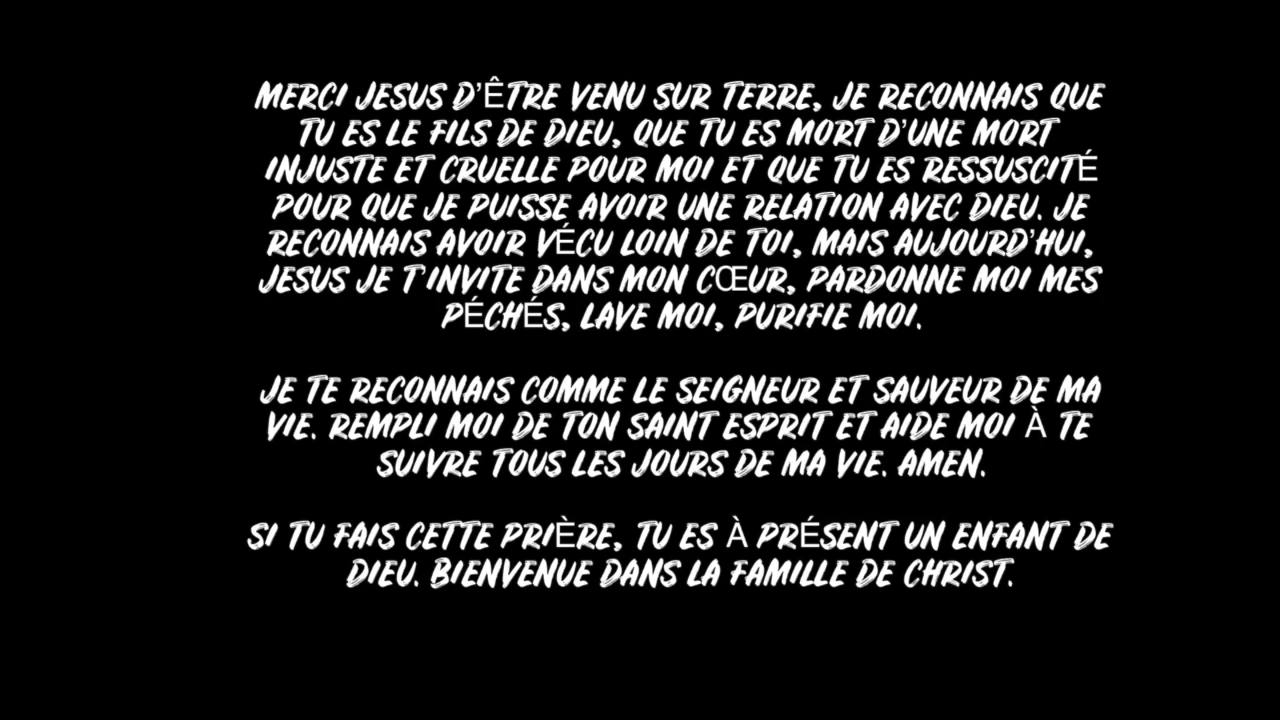 MERCI JESUS D'ÊTRE VENU SUR TERRE, JE RECONNAIS QUE
TU ES LE FILS DE DIEU, QUE TU ES MORT D'UNE MORT
INJUSTE ET CRUELLE POUR MOI ET QUE TU ES RESSUSCITÉ
POUR QUE JE PUISSE AVOIR UNE RELATION AVEC DIEU. JE
RECONNAIS AVOIR VÉCU LOIN DE TOI, MAIS AUJOURD'HUI,
JESUS JE T'INVITE DANS MON CŒUR, PARDONNE MOI MES
PÉCHÉS, LAVE MOI, PURIFIE MOI.
JE TE RECONNAIS COMME LE SEIGNEUR ET SAUVEUR DE MA
VIE. REMPLI MOI DE TON SAINT ESPRIT ET AIDE MOI À TE
SUIVRE TOUS LES JOURS DE MA VIE. AMEN.
SI TU FAIS CETTE PRIÈRE, TU ES À PRÉSENT UN ENFANT DE
DIEU. BIENVENUE DANS LA FAMILLE DE CHRIST.